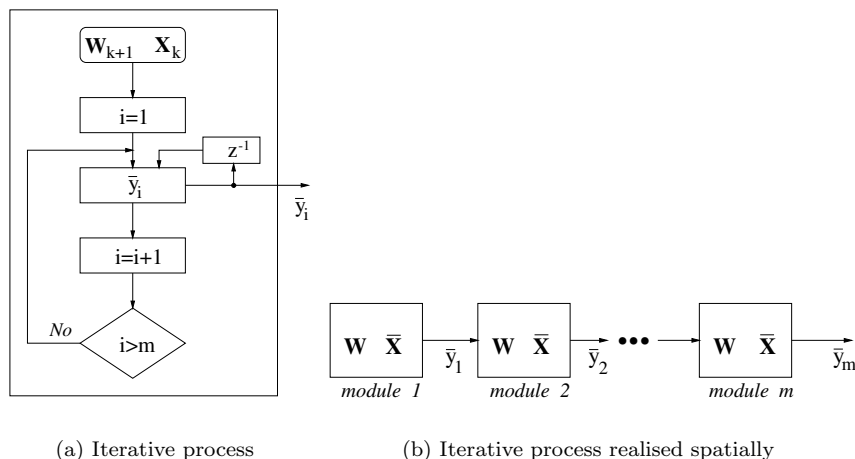 W_{k+1} X_k
i=1
z^{-1}
ȳ_i
ȳ_i
i=i+1
No
i>m
W X̄
ȳ_1
W X̄
ȳ_2
•••
W X̄
ȳ_m
module 1
module 2
module m
(a) Iterative process
(b) Iterative process realised spatially